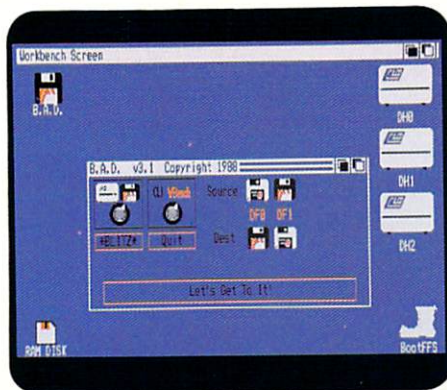 Workbench Screen
B.A.D.
DH0
DH1
DH2
B.A.D. v3.1 Copyright 1988
Source
DF0 DF1
*BLITZ*
Quit
Dest
Let's Get To It!
RAM DISK
BootFFS